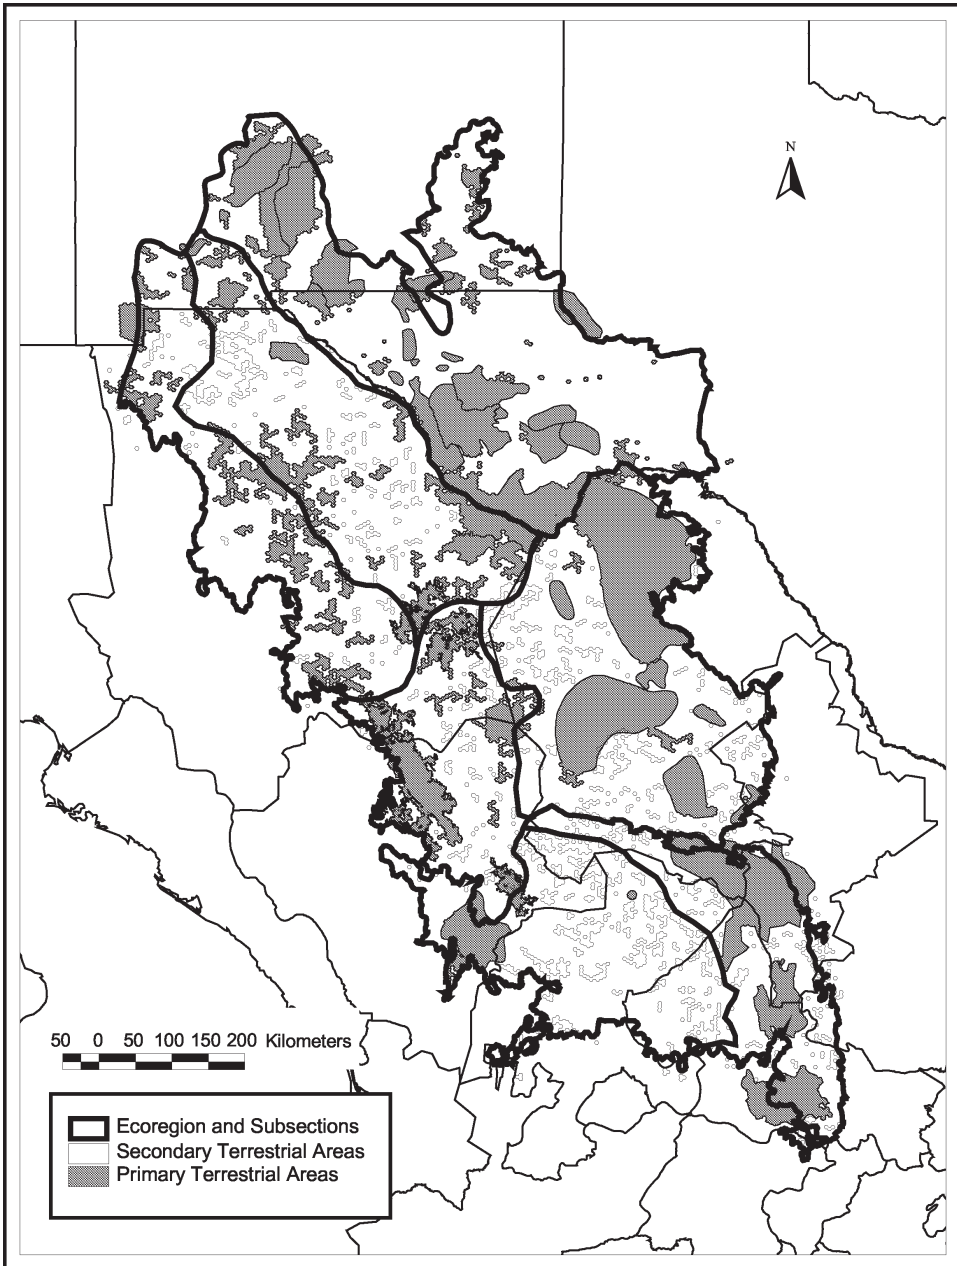 N
50 0 50 100 150 200 Kilometers
Ecoregion and Subsections
Secondary Terrestrial Areas
Primary Terrestrial Areas